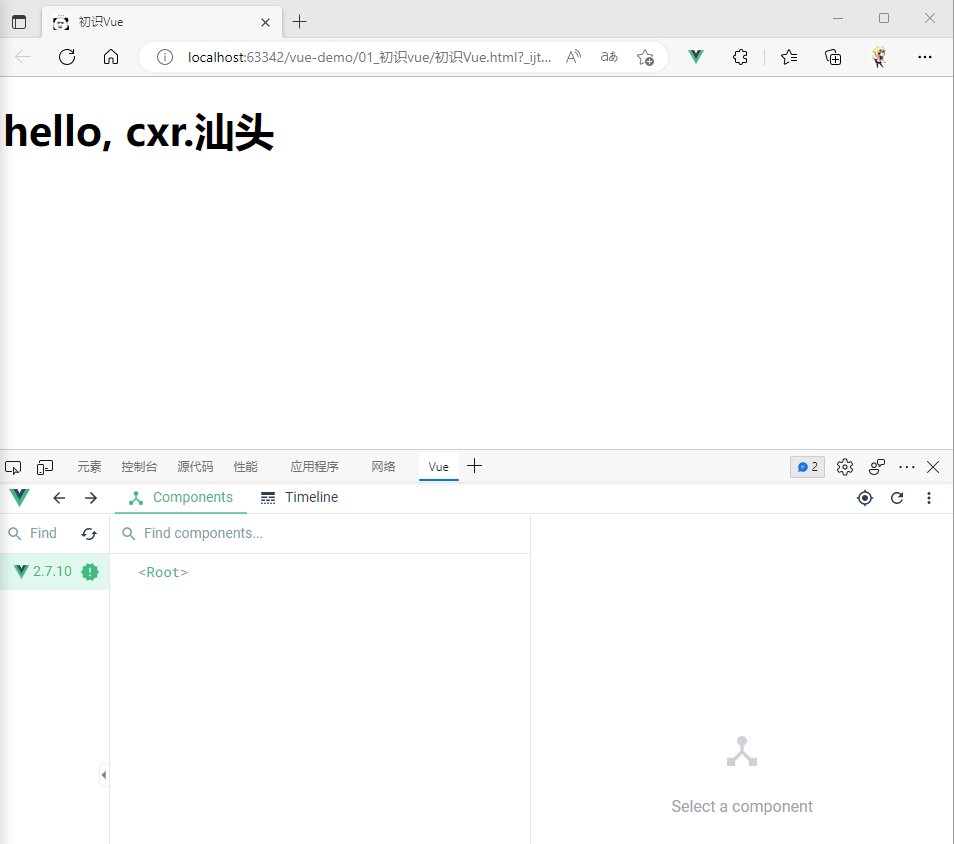 初识Vue
localhost:63342/vue-demo/01_初识vue/初识Vue.html?_ijt...
hello, cxr.汕头
元素 控制台 源代码 性能 应用程序 网络 Vue 2
Components Timeline
Find Find components...
2.7.10 <Root>
Select a component